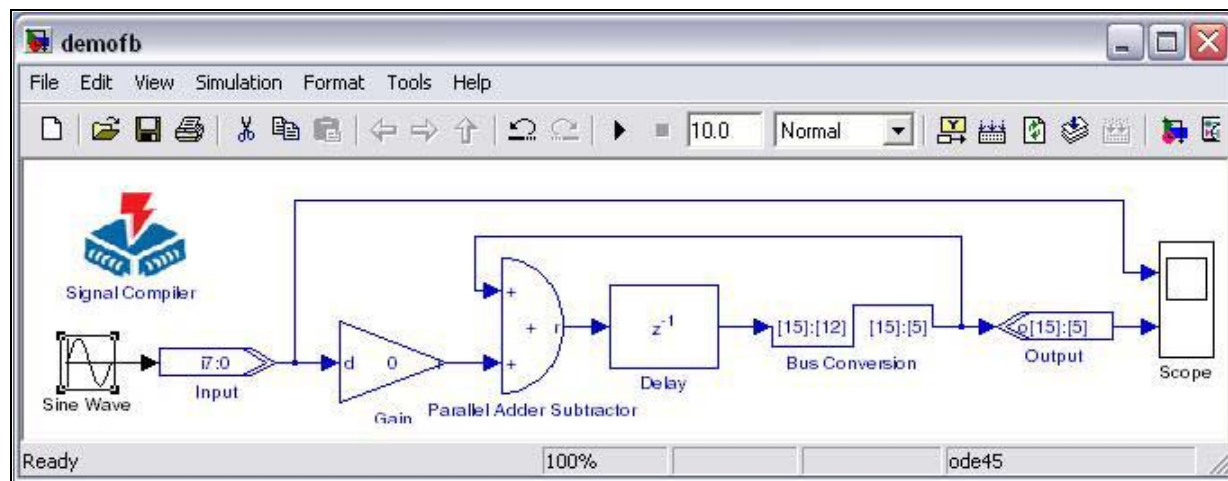 demofb
File Edit View Simulation Format Tools Help
10.0 Normal
Signal Compiler
Sine Wave
i7:0
Input
d 0
Gain
+
+ r
+
Parallel Adder Subtractor
z-1
Delay
[15]:[12] [15]:[5]
Bus Conversion
o[15]:[5]
Output
Scope
Ready 100% ode45